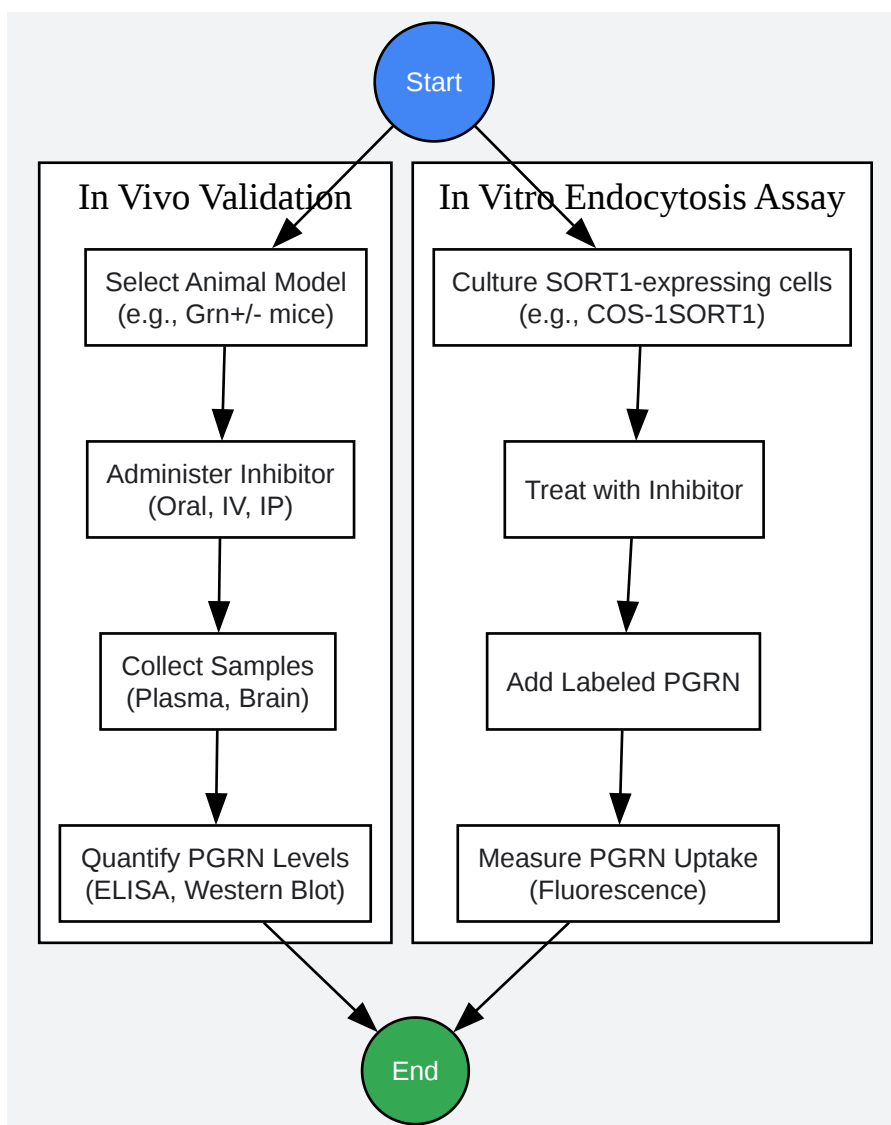 Start
In Vivo Validation
Select Animal Model
(e.g., Grn+/- mice)
Administer Inhibitor
(Oral, IV, IP)
Collect Samples
(Plasma, Brain)
Quantify PGRN Levels
(ELISA, Western Blot)
In Vitro Endocytosis Assay
Culture SORT1-expressing cells
(e.g., COS-1SORT1)
Treat with Inhibitor
Add Labeled PGRN
Measure PGRN Uptake
(Fluorescence)
End